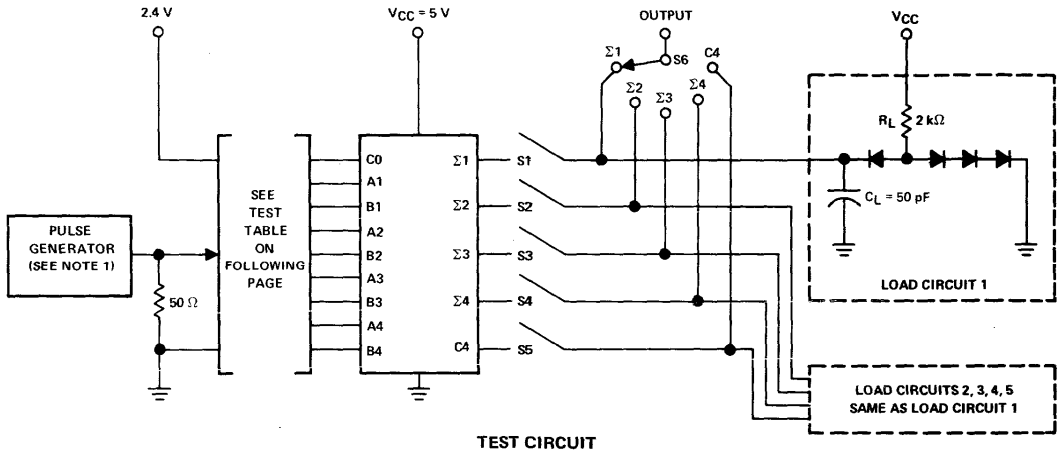 2.4 V
VCC = 5 V
OUTPUT
VCC
Σ1
S6
C4
Σ2
Σ3
Σ4
RL
2 kΩ
C0
A1
B1
A2
B2
A3
B3
A4
B4
Σ1
Σ2
Σ3
Σ4
C4
S1
S2
S3
S4
S5
CL = 50 pF
SEE
TEST
TABLE
ON
FOLLOWING
PAGE
PULSE
GENERATOR
(SEE NOTE 1)
50 Ω
LOAD CIRCUIT 1
LOAD CIRCUITS 2, 3, 4, 5
SAME AS LOAD CIRCUIT 1
TEST CIRCUIT